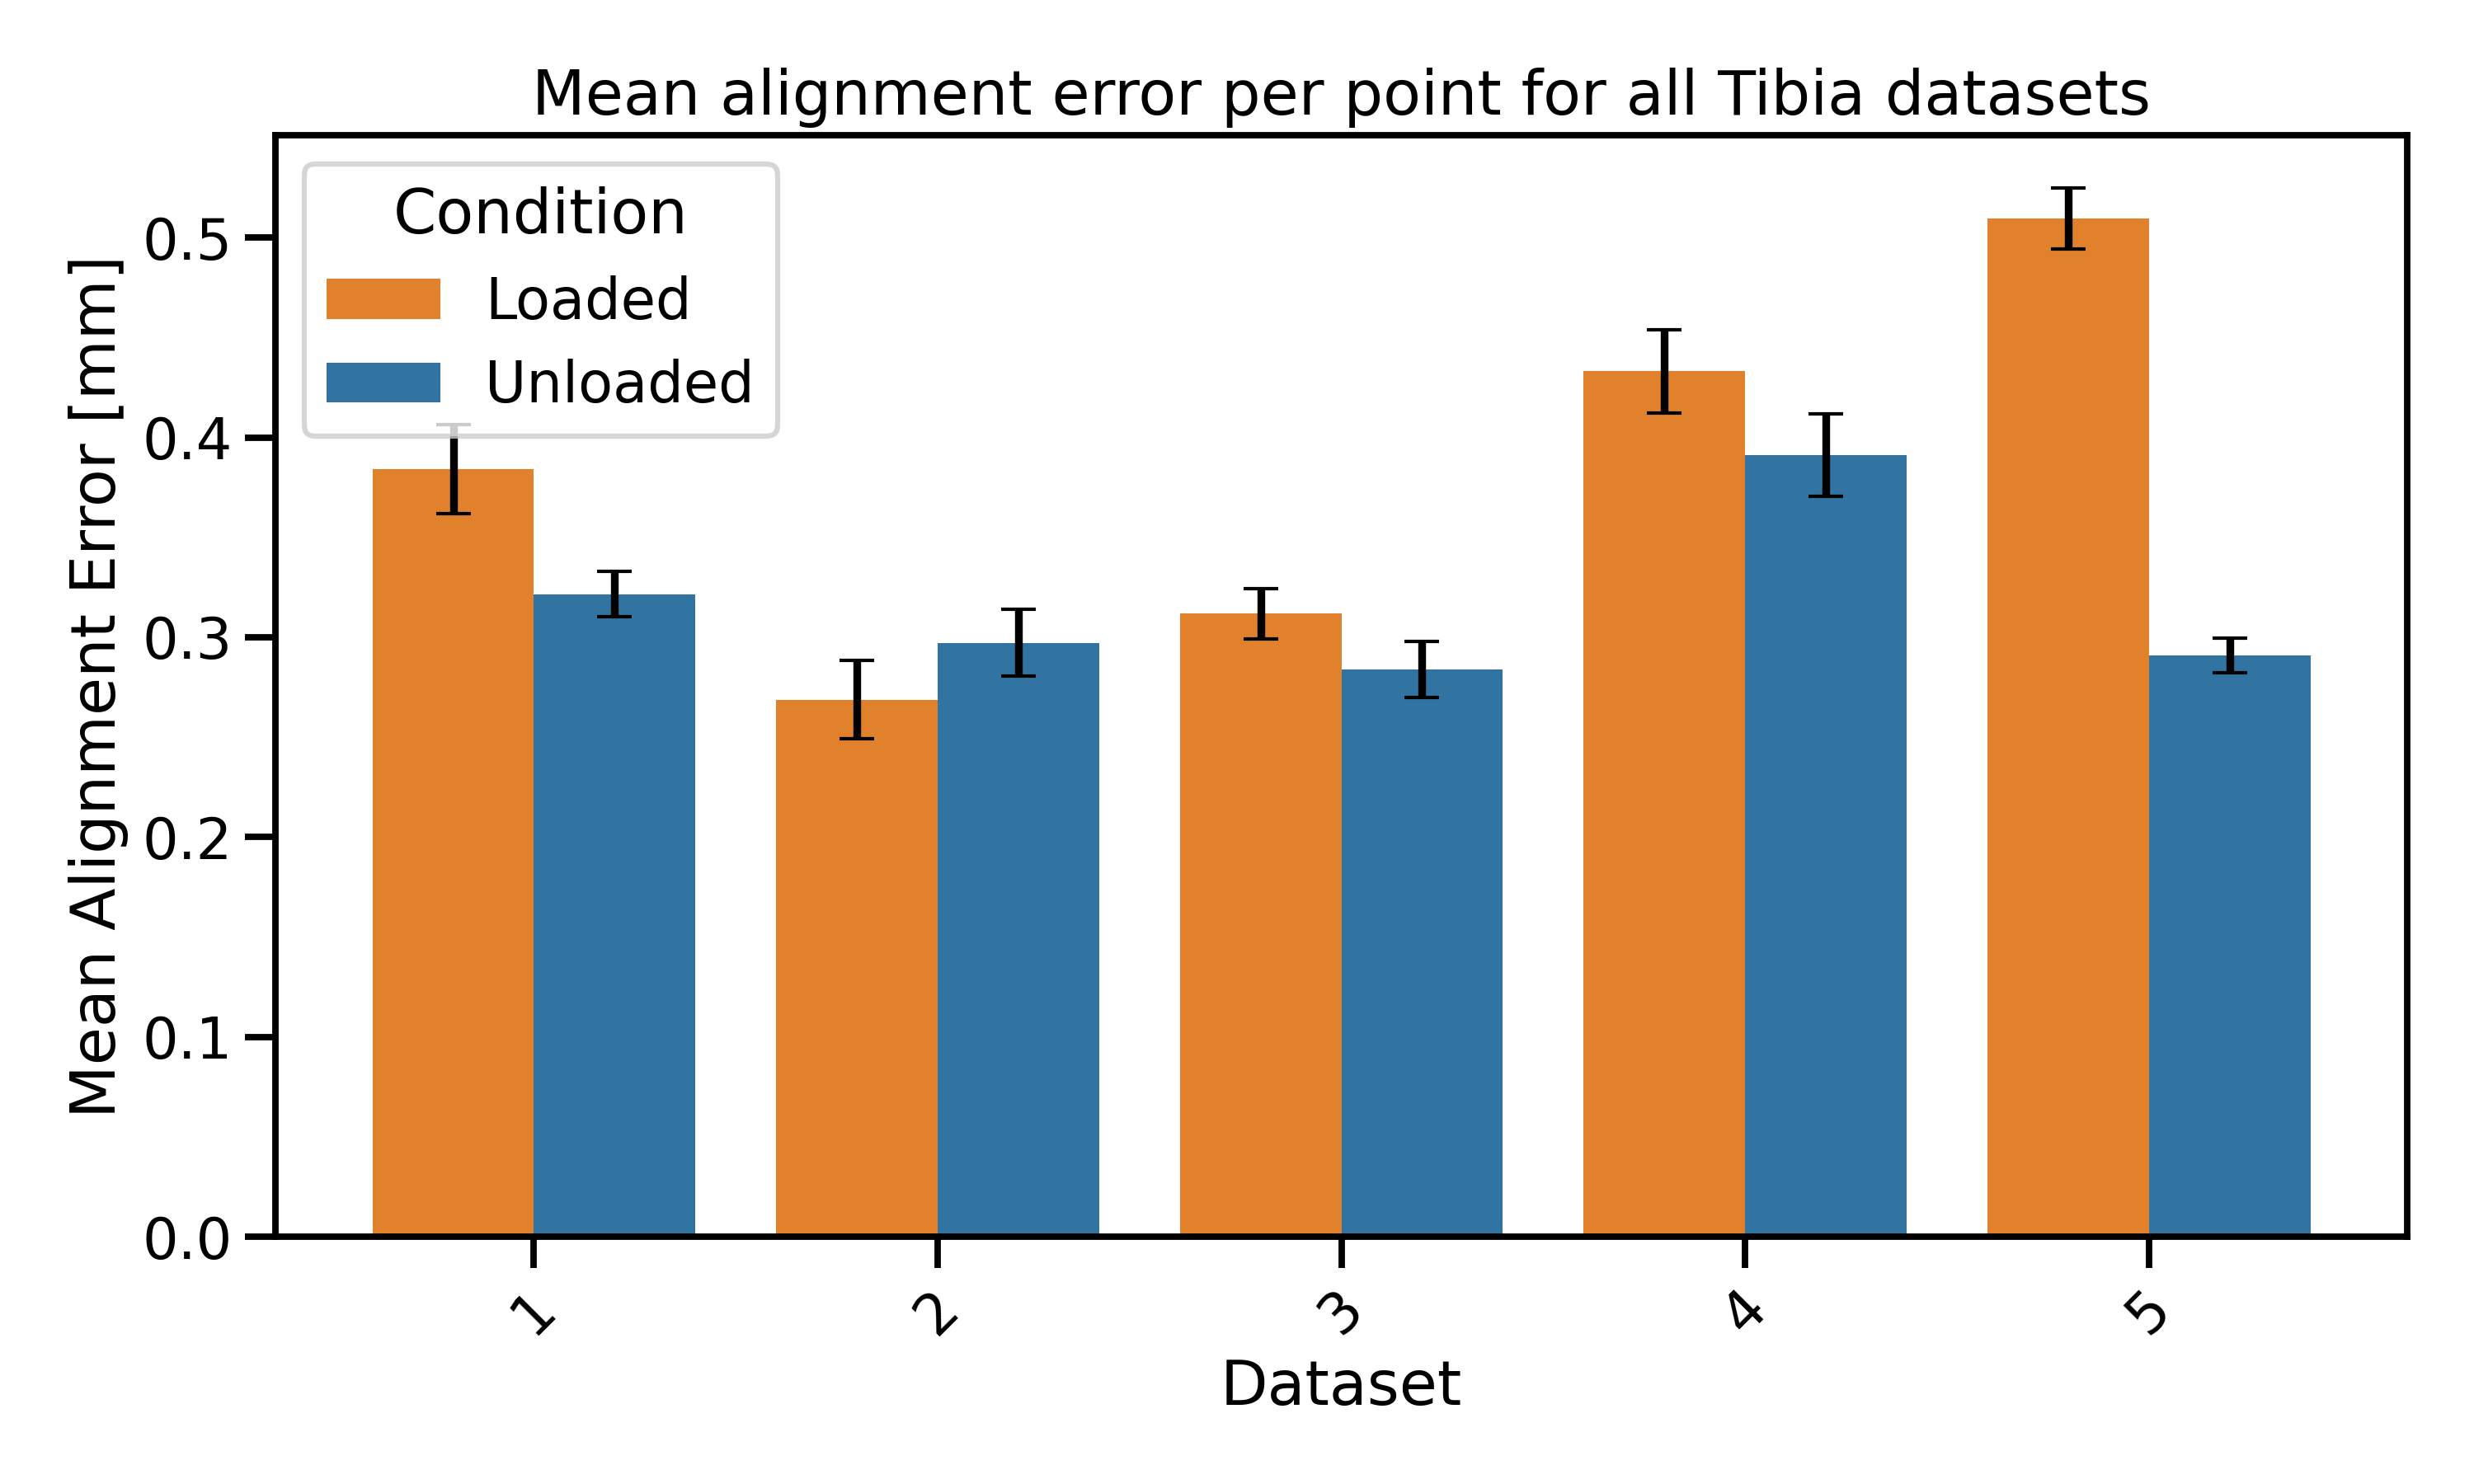 Mean alignment error per point for all Tibia datasets
Condition
Loaded
Unloaded
Mean Alignment Error [mm]
0.5
0.4
0.3
0.2
0.1
0.0
1
2
3
4
5
Dataset